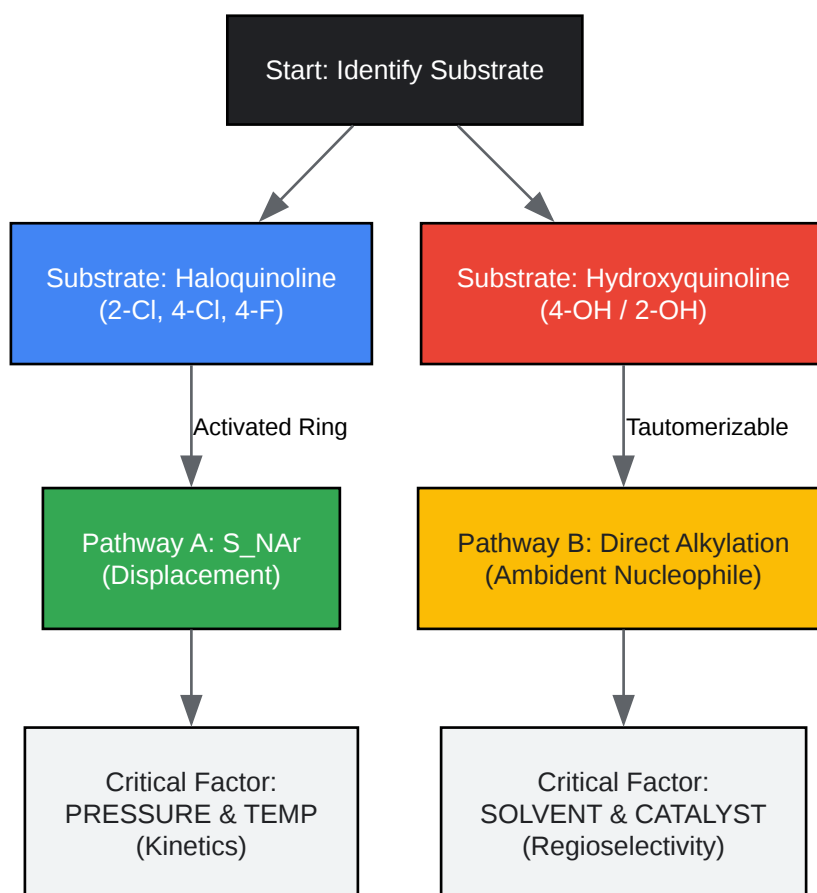 Start: Identify Substrate
Substrate: Haloquinoline
(2-Cl, 4-Cl, 4-F)
Substrate: Hydroxyquinoline
(4-OH / 2-OH)
Activated Ring
Tautomerizable
Pathway A: S_NAr
(Displacement)
Pathway B: Direct Alkylation
(Ambident Nucleophile)
Critical Factor:
PRESSURE & TEMP
(Kinetics)
Critical Factor:
SOLVENT & CATALYST
(Regioselectivity)